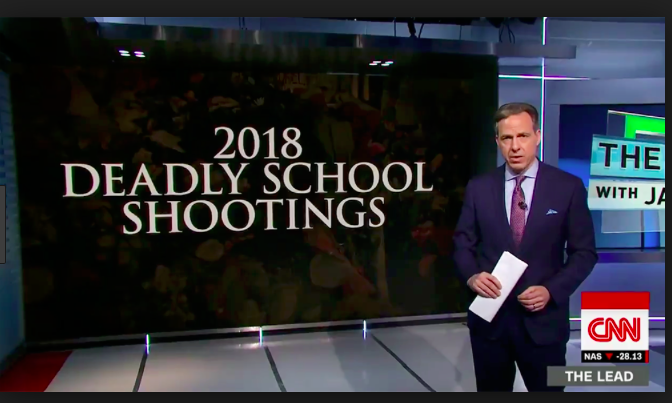 2018
DEADLY SCHOOL
SHOOTINGS
THE
WITH JA
CNN
NAS ▼ -28.13
THE LEAD